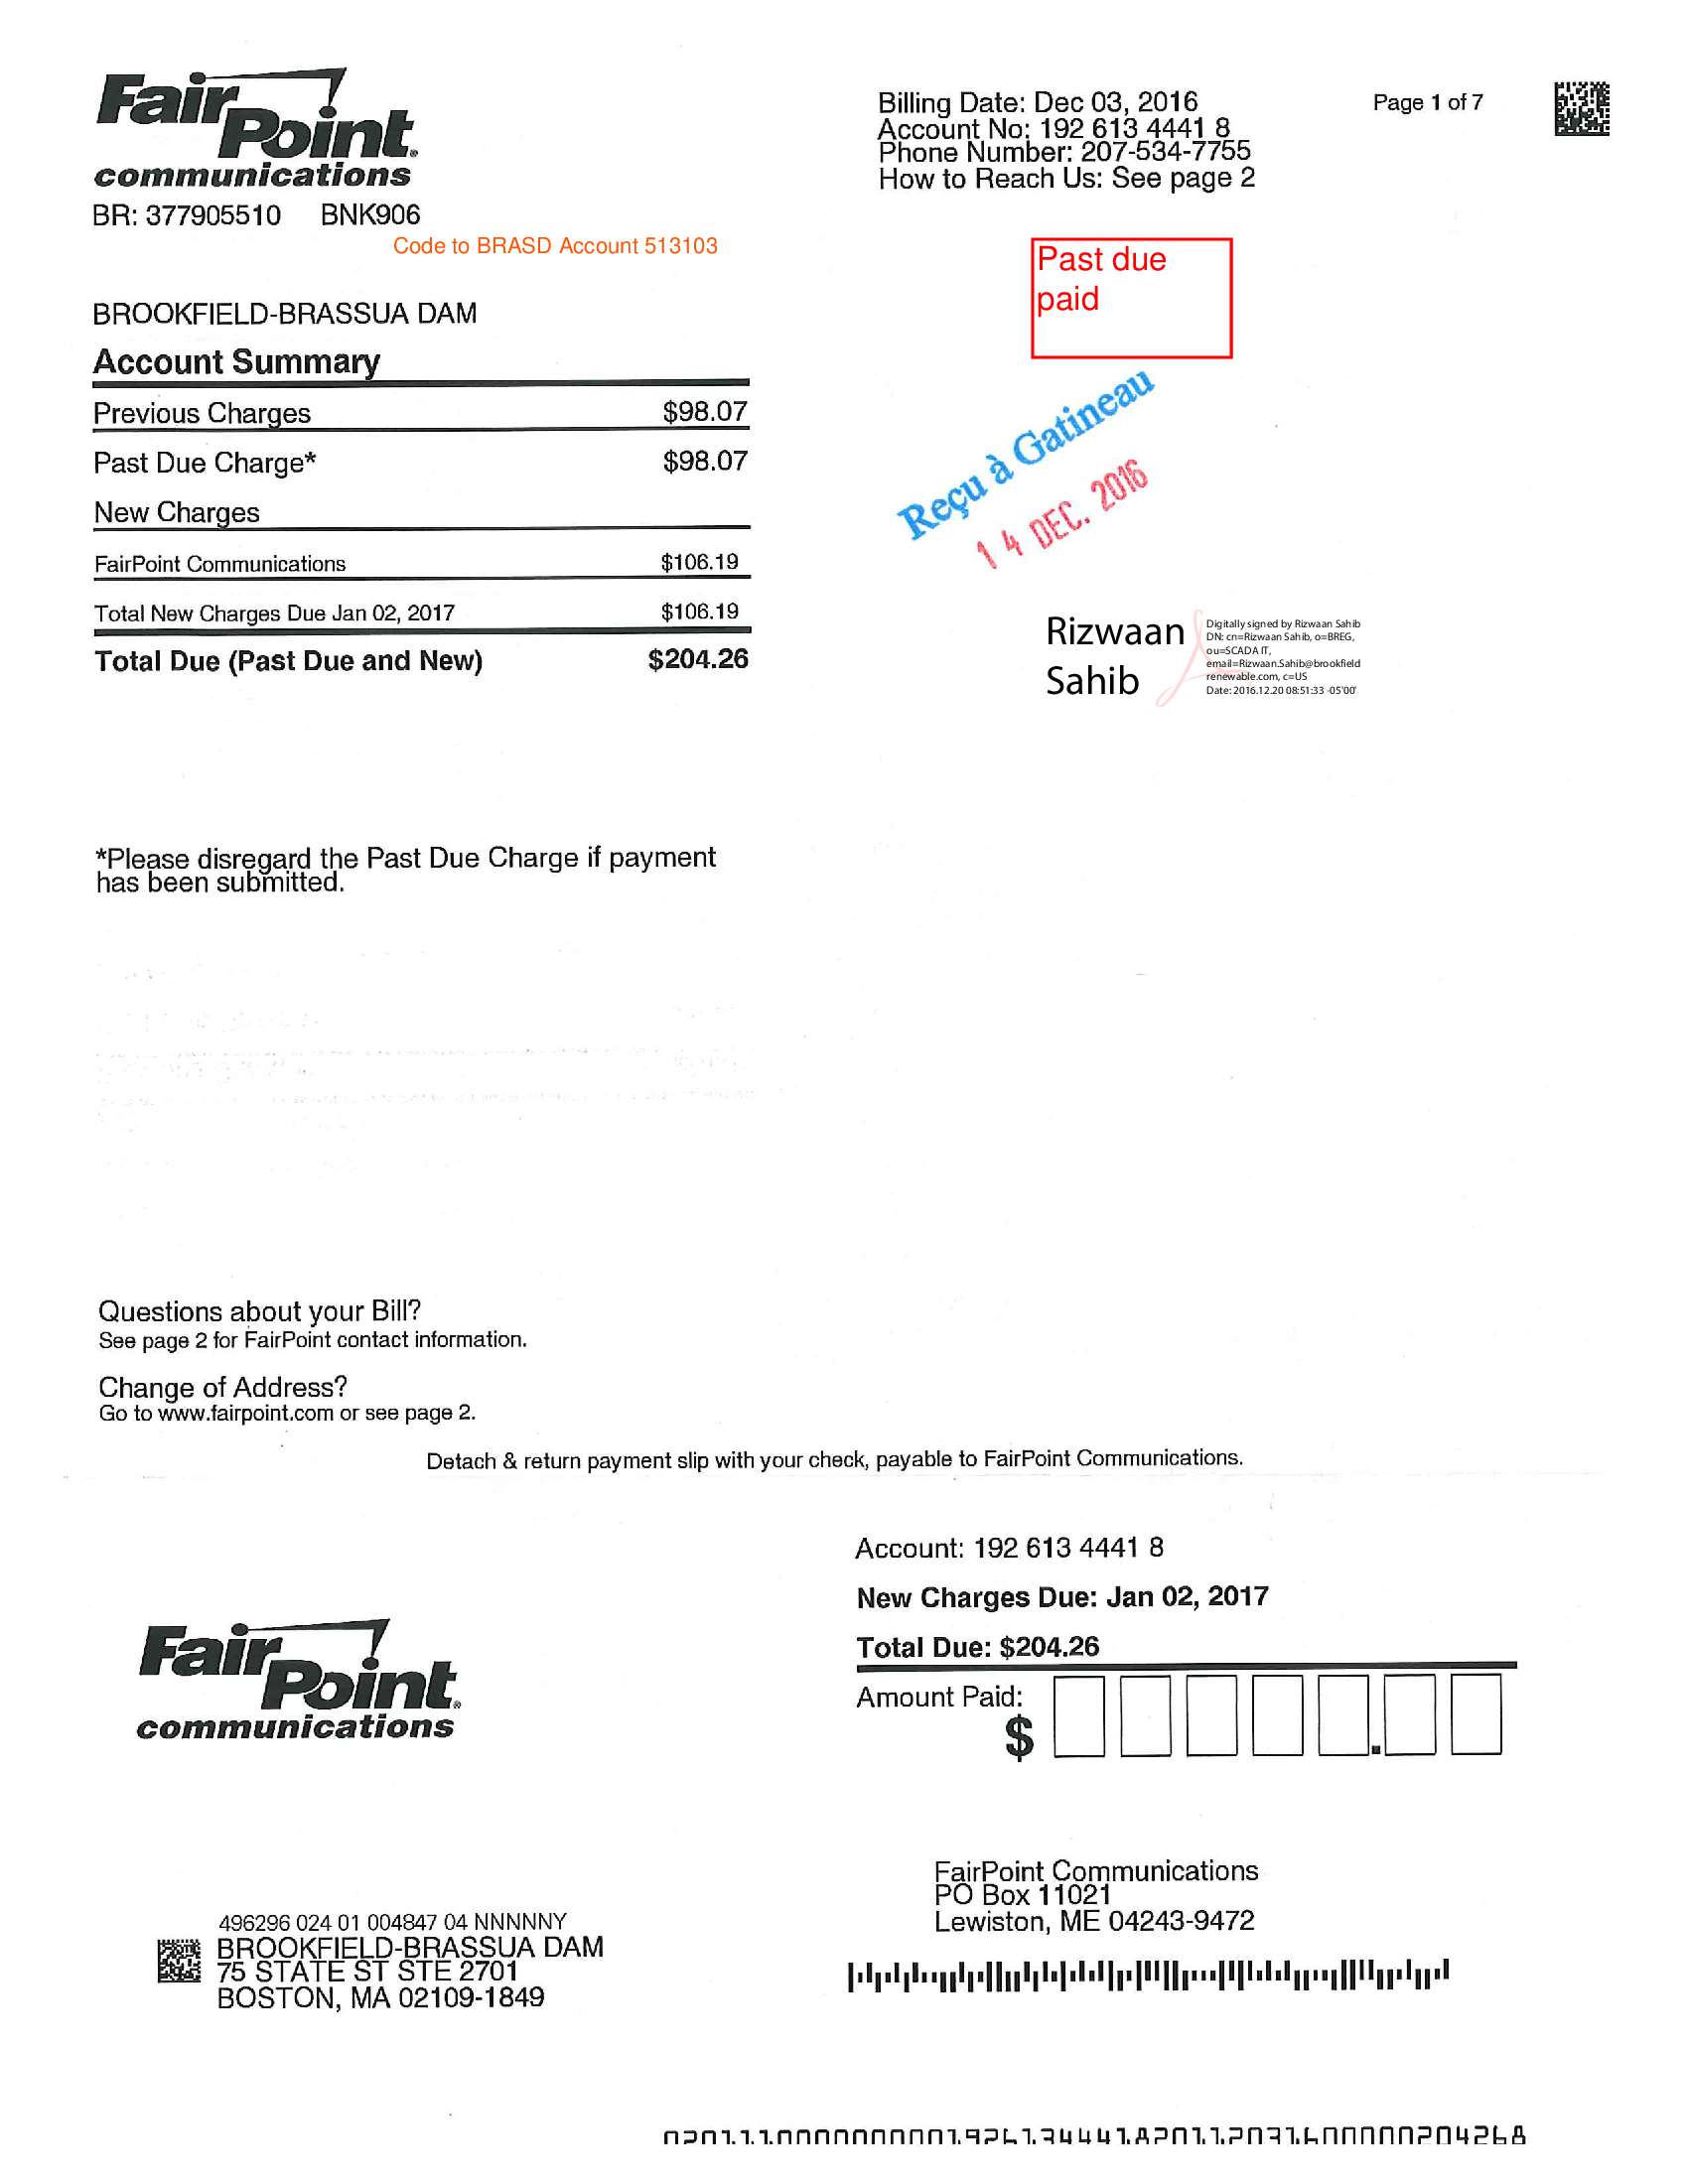 FairPoint.
communications
BR: 377905510 BNK906
Code to BRASD Account 513103
Billing Date: Dec 03, 2016
Account No: 192 613 4441 8
Phone Number: 207-534-7755
How to Reach Us: See page 2
Page 1 of 7
Past due
paid
BROOKFIELD-BRASSUA DAM
Account Summary
Previous Charges $98.07
Past Due Charge* $98.07
New Charges
FairPoint Communications $106.19
Total New Charges Due Jan 02, 2017 $106.19
Total Due (Past Due and New) $204.26
Reçu à Gatineau
14 DEC. 2016
Rizwaan
Sahib
Digitally signed by Rizwaan Sahib
DN: cn=Rizwaan Sahib, o=BREG,
ou=SCADA IT,
email=Rizwaan.Sahib@brookfield
renewable.com, c=US
Date: 2016.12.20 08:51:33 -05'00'
*Please disregard the Past Due Charge if payment
has been submitted.
Questions about your Bill?
See page 2 for FairPoint contact information.
Change of Address?
Go to www.fairpoint.com or see page 2.
Detach & return payment slip with your check, payable to FairPoint Communications.
Account: 192 613 4441 8
New Charges Due: Jan 02, 2017
Total Due: $204.26
Amount Paid:
$ .
FairPoint.
communications
FairPoint Communications
PO Box 11021
Lewiston, ME 04243-9472
496296 024 01 004847 04 NNNNNY
BROOKFIELD-BRASSUA DAM
75 STATE ST STE 2701
BOSTON, MA 02109-1849